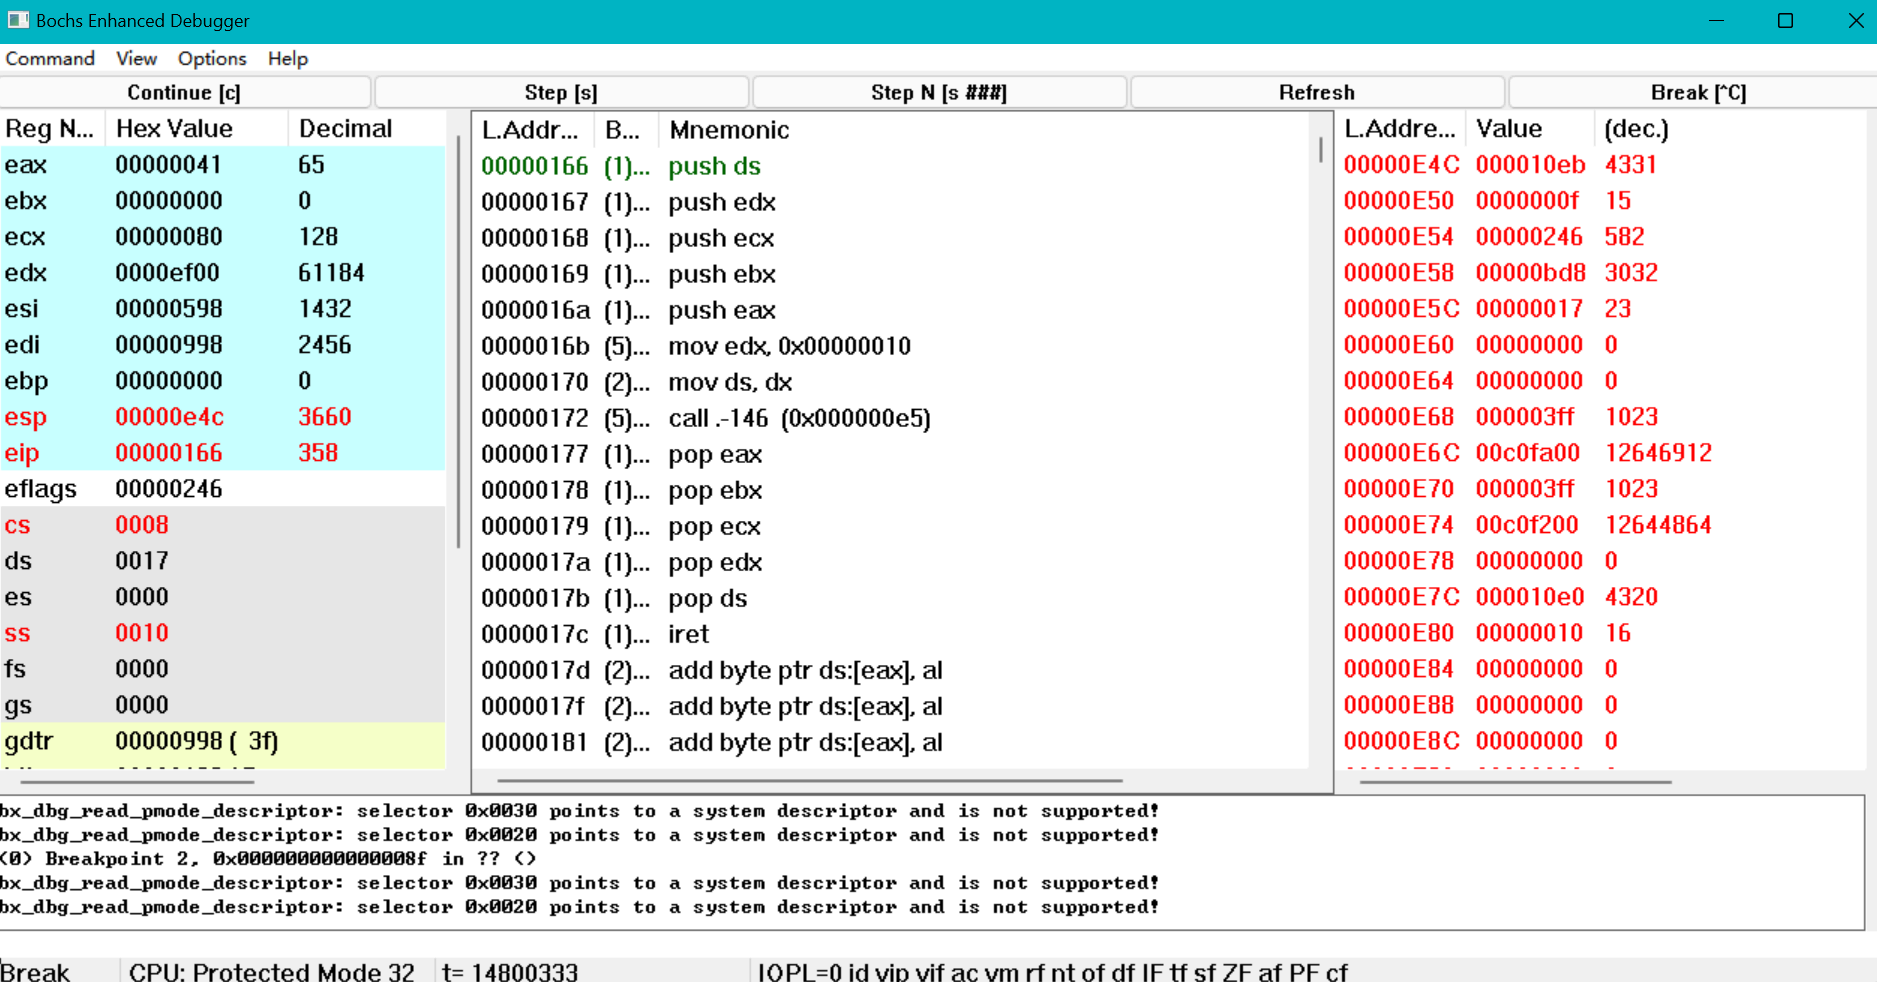 Bochs Enhanced Debugger
Command View Options Help
Continue [c] Step [s] Step N [s ###] Refresh Break [^C]
Reg N... Hex Value Decimal
eax 00000041 65
ebx 00000000 0
ecx 00000080 128
edx 0000ef00 61184
esi 00000598 1432
edi 00000998 2456
ebp 00000000 0
esp 00000e4c 3660
eip 00000166 358
eflags 00000246
cs 0008
ds 0017
es 0000
ss 0010
fs 0000
gs 0000
gdtr 00000998 ( 3f)
L.Addr... B... Mnemonic
00000166 (1)... push ds
00000167 (1)... push edx
00000168 (1)... push ecx
00000169 (1)... push ebx
0000016a (1)... push eax
0000016b (5)... mov edx, 0x00000010
00000170 (2)... mov ds, dx
00000172 (5)... call .-146 (0x000000e5)
00000177 (1)... pop eax
00000178 (1)... pop ebx
00000179 (1)... pop ecx
0000017a (1)... pop edx
0000017b (1)... pop ds
0000017c (1)... iret
0000017d (2)... add byte ptr ds:[eax], al
0000017f (2)... add byte ptr ds:[eax], al
00000181 (2)... add byte ptr ds:[eax], al
L.Addre... Value (dec.)
00000E4C 000010eb 4331
00000E50 0000000f 15
00000E54 00000246 582
00000E58 00000bd8 3032
00000E5C 00000017 23
00000E60 00000000 0
00000E64 00000000 0
00000E68 000003ff 1023
00000E6C 00c0fa00 12646912
00000E70 000003ff 1023
00000E74 00c0f200 12644864
00000E78 00000000 0
00000E7C 000010e0 4320
00000E80 00000010 16
00000E84 00000000 0
00000E88 00000000 0
00000E8C 00000000 0
bx_dbg_read_pmode_descriptor: selector 0x0030 points to a system descriptor and is not supported!
bx_dbg_read_pmode_descriptor: selector 0x0020 points to a system descriptor and is not supported!
(0) Breakpoint 2, 0x000000000000008f in ?? ()
bx_dbg_read_pmode_descriptor: selector 0x0030 points to a system descriptor and is not supported!
bx_dbg_read_pmode_descriptor: selector 0x0020 points to a system descriptor and is not supported!
Break CPU: Protected Mode 32 t= 14800333 IOPL=0 id vip vif ac vm rf nt of df IF tf sf ZF af PF cf